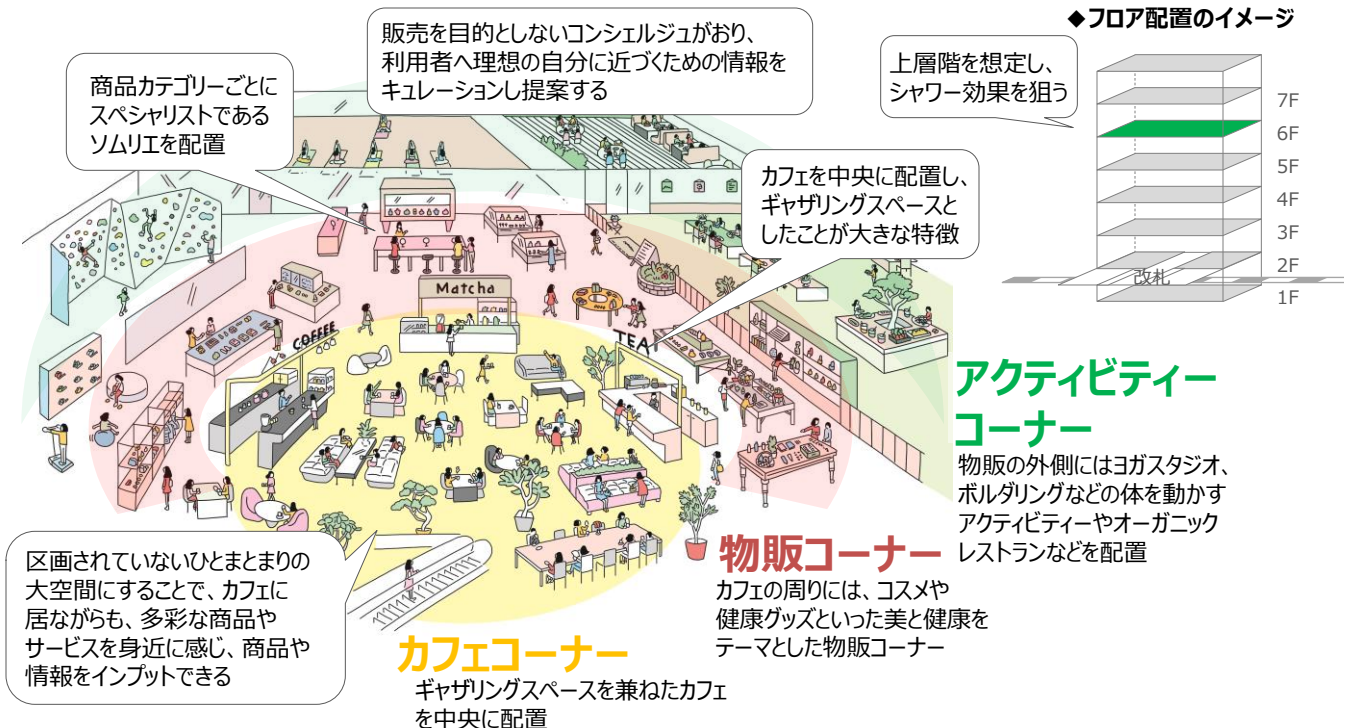 販売を目的としないコンシェルジュがおり、
利用者へ理想の自分に近づくための情報を
キュレーションし提案する
商品カテゴリーごとに
スペシャリストである
ソムリエを配置
◆フロア配置のイメージ
上層階を想定し、
シャワー効果を狙う
7F
6F
5F
4F
3F
2F
改札
1F
カフェを中央に配置し、
ギャザリングスペースと
したことが大きな特徴
Matcha
COFFEE
TEA
アクティビティー
コーナー
物販の外側にはヨガスタジオ、
ボルダリングなどの体を動かす
アクティビティーやオーガニック
レストランなどを配置
物販コーナー
カフェの周りには、コスメや
健康グッズといった美と健康を
テーマとした物販コーナー
区画されていないひとまとまりの
大空間にすることで、カフェに
居ながらも、多彩な商品や
サービスを身近に感じ、商品や
情報をインプットできる
カフェコーナー
ギャザリングスペースを兼ねたカフェ
を中央に配置